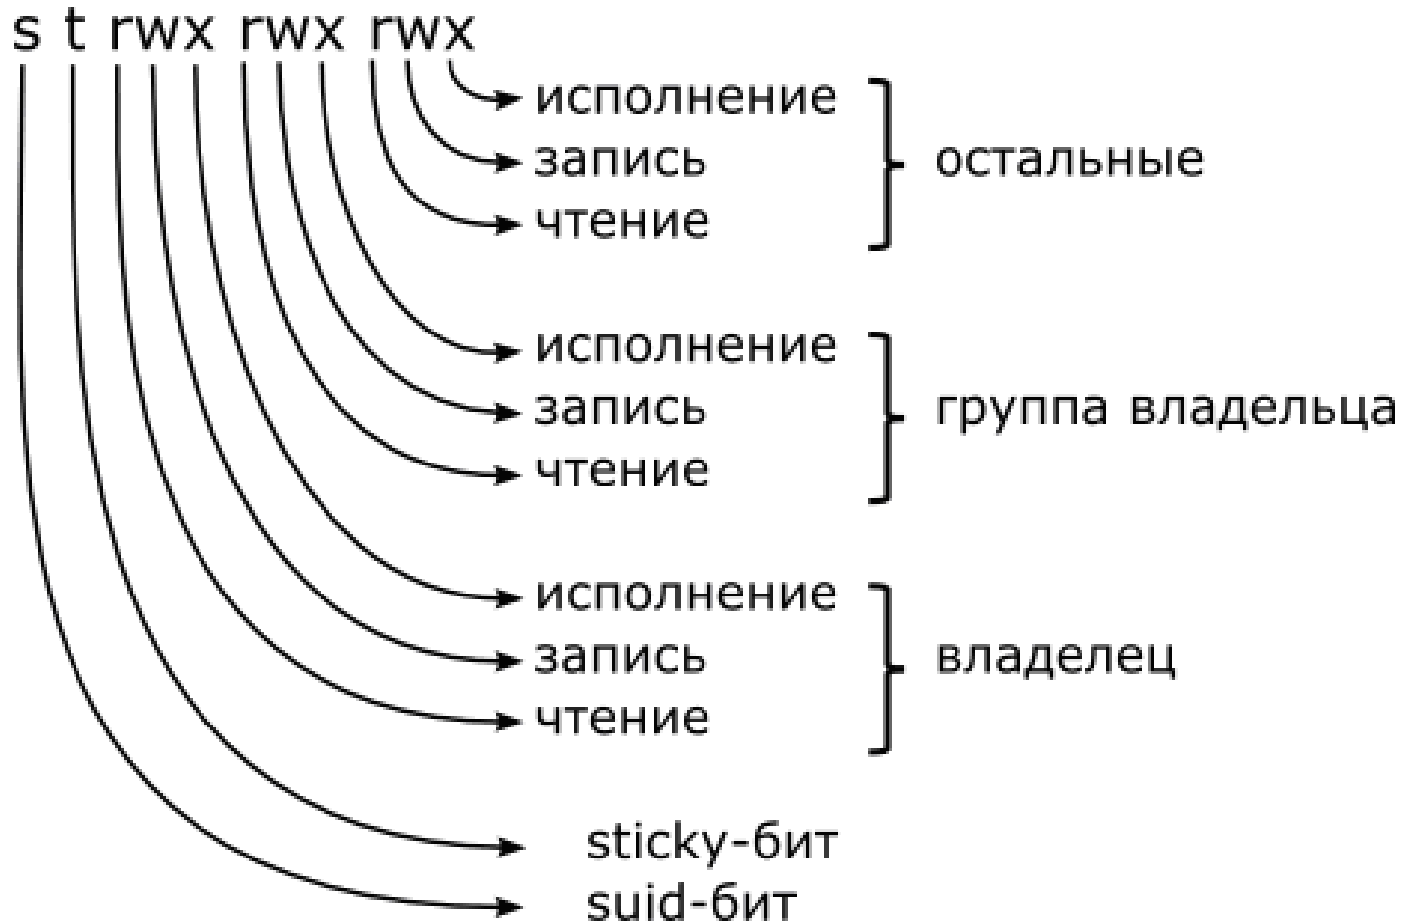 s t rwx rwx rwx
исполнение
запись
чтение
остальные
исполнение
запись
чтение
группа владельца
исполнение
запись
чтение
владелец
sticky-бит
suid-бит